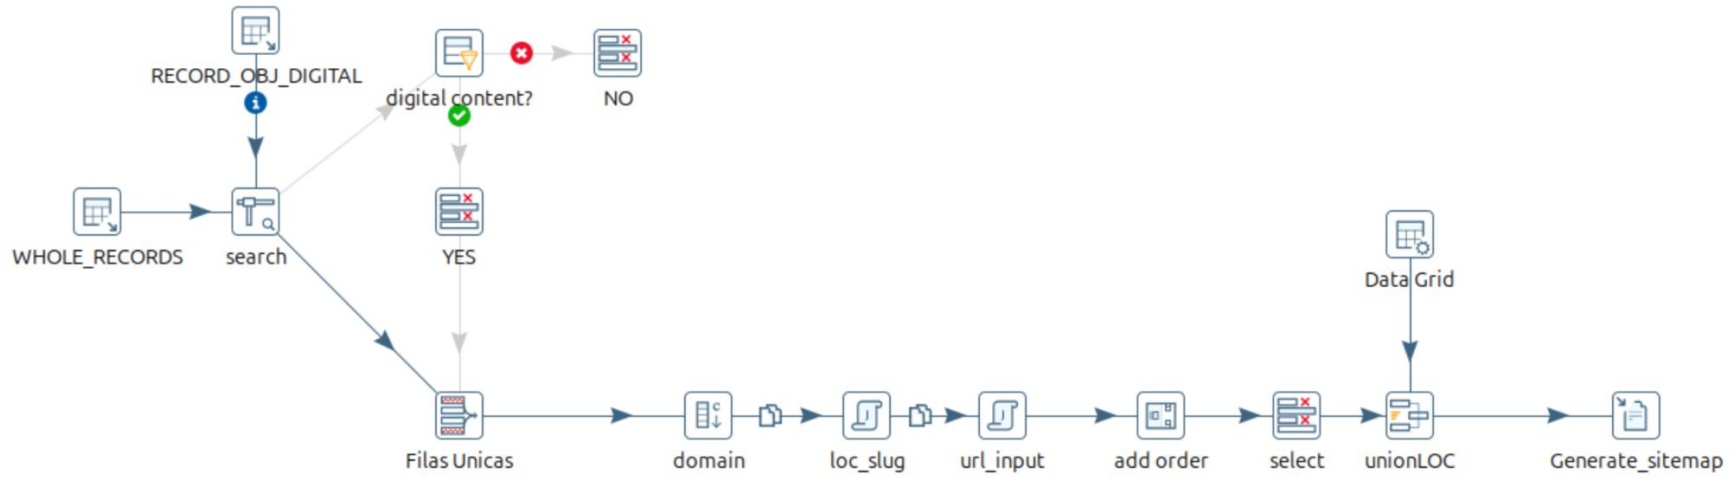 RECORD_OBJ_DIGITAL
digital content?
NO
WHOLE_RECORDS
search
YES
Data Grid
Filas Unicas
domain
loc_slug
url_input
add order
select
unionLOC
Generate_sitemap